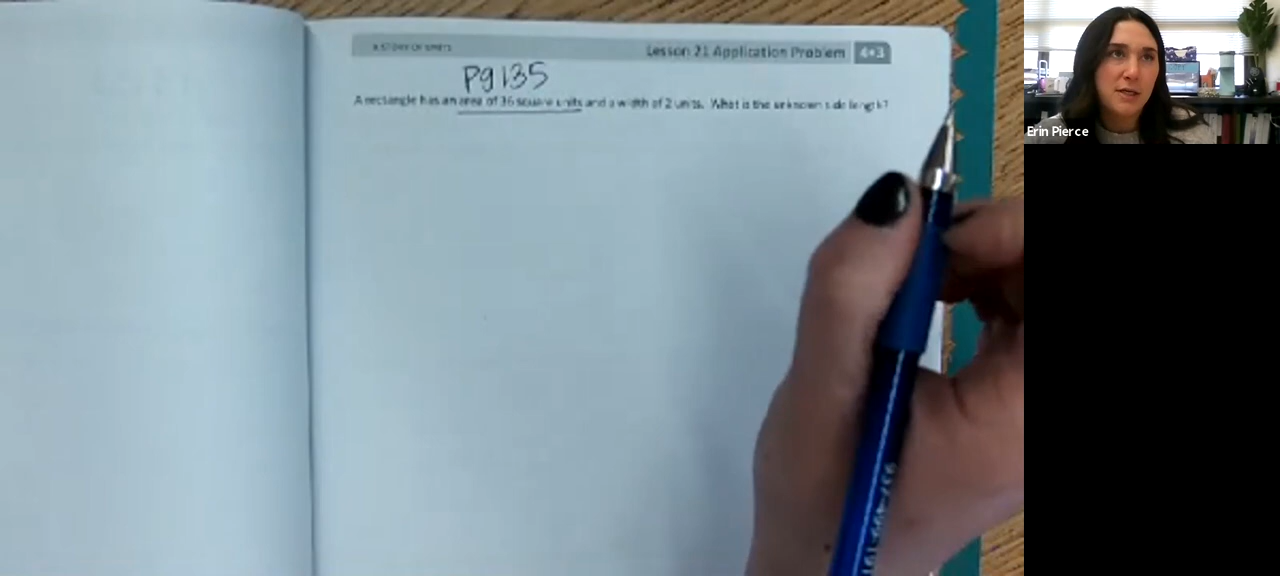 A STORY OF UNITS
Lesson 21 Application Problem 4•3
Pg 135
A rectangle has an area of 36 square units and a width of 2 units. What is the unknown side length?
Erin Pierce